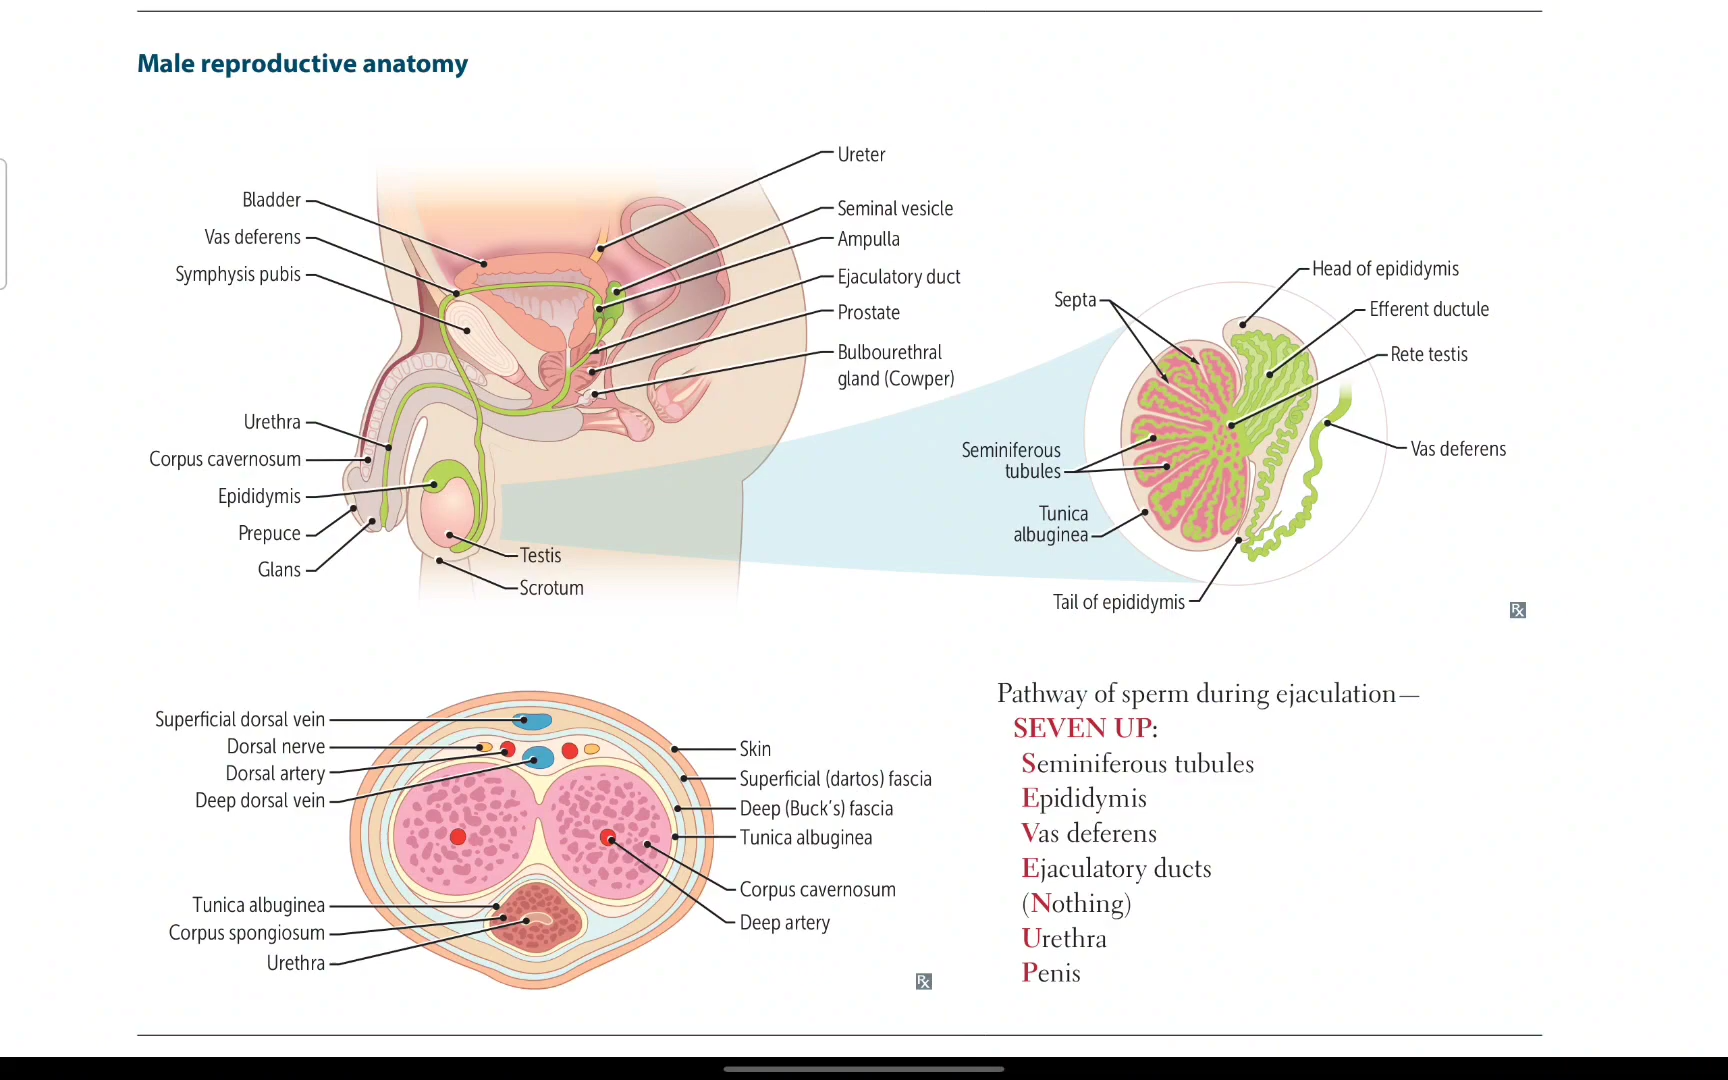 Male reproductive anatomy
Ureter
Bladder
Seminal vesicle
Vas deferens
Ampulla
Symphysis pubis
Ejaculatory duct
Prostate
Bulbourethral
gland (Cowper)
Urethra
Corpus cavernosum
Epididymis
Prepuce
Glans
Testis
Scrotum
Head of epididymis
Septa
Efferent ductule
Rete testis
Seminiferous
tubules
Vas deferens
Tunica
albuginea
Tail of epididymis
Rx
Superficial dorsal vein
Dorsal nerve
Dorsal artery
Deep dorsal vein
Skin
Superficial (dartos) fascia
Deep (Buck's) fascia
Tunica albuginea
Corpus cavernosum
Deep artery
Tunica albuginea
Corpus spongiosum
Urethra
Rx
Pathway of sperm during ejaculation—
SEVEN UP:
Seminiferous tubules
Epididymis
Vas deferens
Ejaculatory ducts
(Nothing)
Urethra
Penis